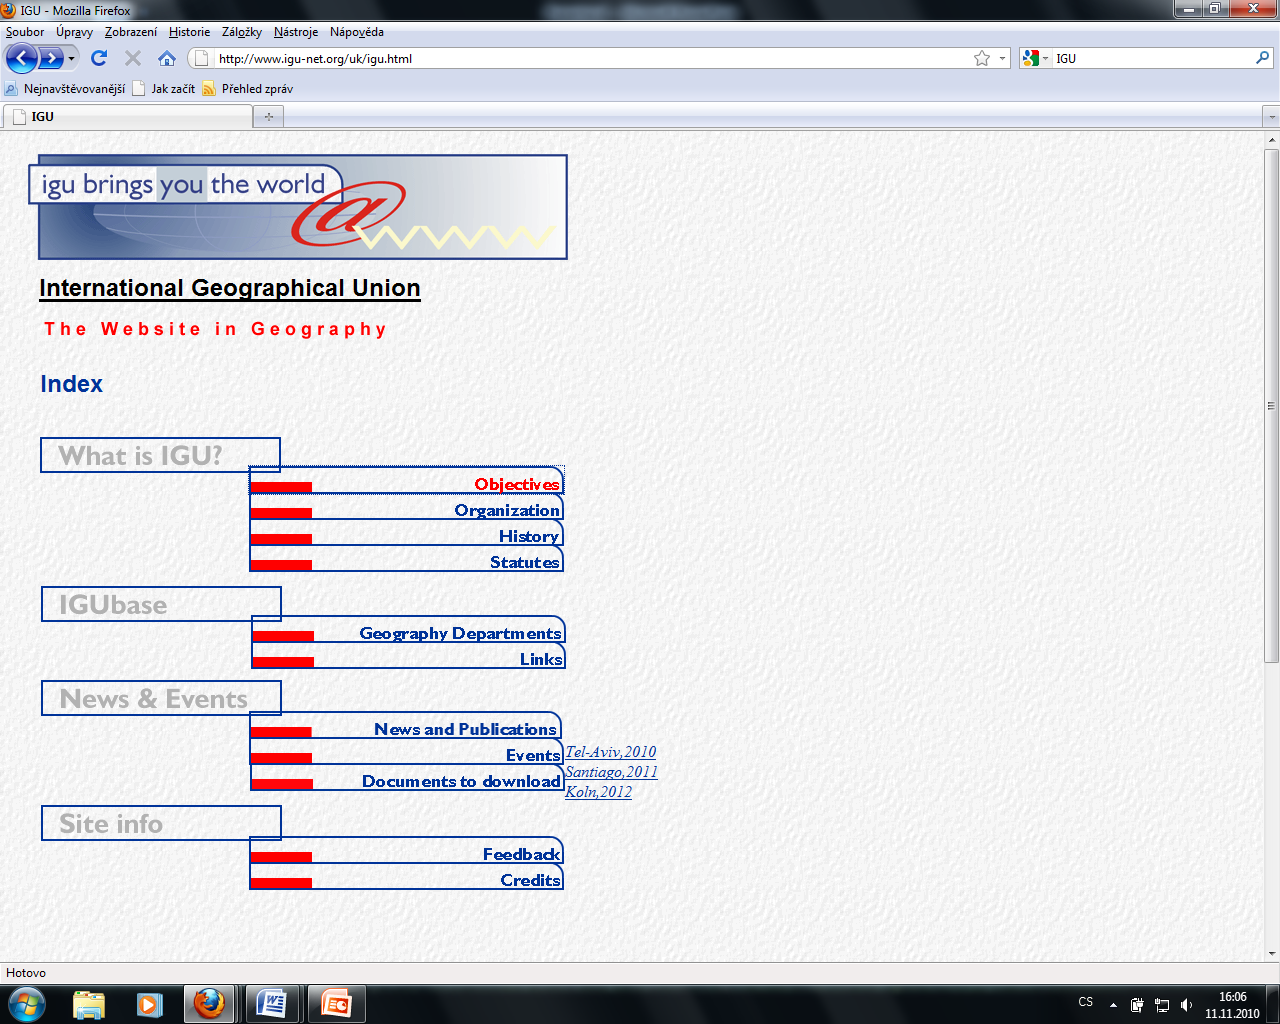 IGU - Mozilla Firefox
Soubor Úpravy Zobrazení Historie Záložky Nástroje Nápověda
http://www.igu-net.org/uk/igu.html
IGU
Nejnavštěvovanější Jak začít Přehled zpráv
IGU
igu brings you the world
@wwww
International Geographical Union
The Website in Geography
Index
What is IGU?
Objectives
Organization
History
Statutes
IGUbase
Geography Departments
Links
News & Events
News and Publications
Events
Tel-Aviv,2010
Santiago,2011
Documents to download
Koln,2012
Site info
Feedback
Credits
Hotovo
CS
16:06
11.11.2010